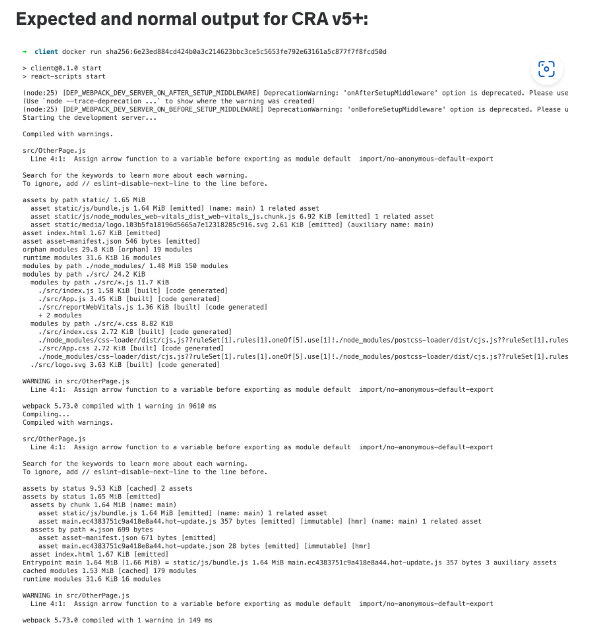 Expected and normal output for CRA v5+:
→ client docker run sha256:6e23ed884cd424b0a3c214623bbc3ce5c5653fe792e63161a5c877f7f8fcd50d
> client@0.1.0 start
> react-scripts start
(node:25) [DEP_WEBPACK_DEV_SERVER_ON_AFTER_SETUP_MIDDLEWARE] DeprecationWarning: 'onAfterSetupMiddleware' option is deprecated. Please use
(Use `node --trace-deprecation ...` to show where the warning was created)
(node:25) [DEP_WEBPACK_DEV_SERVER_ON_BEFORE_SETUP_MIDDLEWARE] DeprecationWarning: 'onBeforeSetupMiddleware' option is deprecated. Please u
Starting the development server...
Compiled with warnings.
src/OtherPage.js
Line 4:1: Assign arrow function to a variable before exporting as module default import/no-anonymous-default-export
Search for the keywords to learn more about each warning.
To ignore, add // eslint-disable-next-line to the line before.
assets by path static/ 1.65 MiB
asset static/js/bundle.js 1.64 MiB [emitted] (name: main) 1 related asset
asset static/js/node_modules_web-vitals_dist_web-vitals_js.chunk.js 6.92 KiB [emitted] 1 related asset
asset static/media/logo.103b5fa18196d5665a7e12318285c916.svg 2.61 KiB [emitted] (auxiliary name: main)
asset index.html 1.67 KiB [emitted]
asset asset-manifest.json 546 bytes [emitted]
orphan modules 29.8 KiB [orphan] 19 modules
runtime modules 31.6 KiB 16 modules
modules by path ./node_modules/ 1.48 MiB 150 modules
modules by path ./src/ 24.2 KiB
modules by path ./src/*.js 11.7 KiB
./src/index.js 1.58 KiB [built] [code generated]
./src/App.js 3.45 KiB [built] [code generated]
./src/reportWebVitals.js 1.36 KiB [built] [code generated]
+ 2 modules
modules by path ./src/*.css 8.82 KiB
./src/index.css 2.72 KiB [built] [code generated]
./node_modules/css-loader/dist/cjs.js??ruleSet[1].rules[1].oneOf[5].use[1]!./node_modules/postcss-loader/dist/cjs.js??ruleSet[1].rules
./src/App.css 2.72 KiB [built] [code generated]
./node_modules/css-loader/dist/cjs.js??ruleSet[1].rules[1].oneOf[5].use[1]!./node_modules/postcss-loader/dist/cjs.js??ruleSet[1].rules
./src/logo.svg 3.63 KiB [built] [code generated]
WARNING in src/OtherPage.js
Line 4:1: Assign arrow function to a variable before exporting as module default import/no-anonymous-default-export
webpack 5.73.0 compiled with 1 warning in 9610 ms
Compiling...
Compiled with warnings.
src/OtherPage.js
Line 4:1: Assign arrow function to a variable before exporting as module default import/no-anonymous-default-export
Search for the keywords to learn more about each warning.
To ignore, add // eslint-disable-next-line to the line before.
assets by status 9.53 KiB [cached] 2 assets
assets by status 1.65 MiB [emitted]
assets by chunk 1.64 MiB (name: main)
asset static/js/bundle.js 1.64 MiB [emitted] (name: main) 1 related asset
asset main.ec4383751c9a418e8a44.hot-update.js 357 bytes [emitted] [immutable] [hmr] (name: main) 1 related asset
assets by path *.json 699 bytes
asset asset-manifest.json 671 bytes [emitted]
asset main.ec4383751c9a418e8a44.hot-update.json 28 bytes [emitted] [immutable] [hmr]
asset index.html 1.67 KiB [emitted]
Entrypoint main 1.64 MiB (1.66 MiB) = static/js/bundle.js 1.64 MiB main.ec4383751c9a418e8a44.hot-update.js 357 bytes 3 auxiliary assets
cached modules 1.53 MiB [cached] 179 modules
runtime modules 31.6 KiB 16 modules
WARNING in src/OtherPage.js
Line 4:1: Assign arrow function to a variable before exporting as module default import/no-anonymous-default-export
webpack 5.73.0 compiled with 1 warning in 149 ms